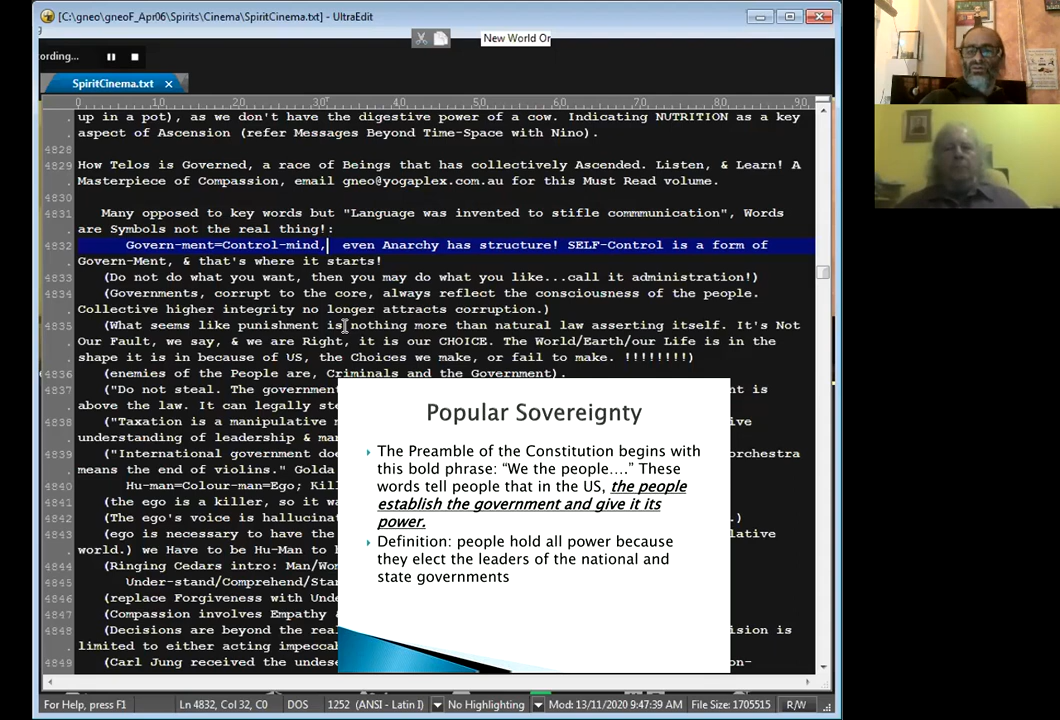 [C:\gneo\gneoF_Apr06\Spirits\Cinema\SpiritCinema.txt] - UltraEdit
New World Or
ording...
SpiritCinema.txt
0 10 20 30 40 50 60 70 80 90
up in a pot), as we don't have the digestive power of a cow. Indicating NUTRITION as a key
aspect of Ascension (refer Messages Beyond Time-Space with Nino).
4828
4829 How Telos is Governed, a race of Beings that has collectively Ascended. Listen, & Learn! A
Masterpiece of Compassion, email gneo@yogaplex.com.au for this Must Read volume.
4830
4831 Many opposed to key words but "Language was invented to stifle commmunication", Words
are Symbols not the real thing!:
4832 Govern-ment=Control-mind, even Anarchy has structure! SELF-Control is a form of
Govern-Ment, & that's where it starts!
4833 (Do not do what you want, then you may do what you like...call it administration!)
4834 (Governments, corrupt to the core, always reflect the consciousness of the people.
Collective higher integrity no longer attracts corruption.)
4835 (What seems like punishment is nothing more than natural law asserting itself. It's Not
Our Fault, we say, & we are Right, it is our CHOICE. The World/Earth/our Life is in the
shape it is in because of US, the Choices we make, or fail to make. !!!!!!!!)
4836 (enemies of the People are, Criminals and the Government).
4837 ("Do not steal. The government
nt is
above the law. It can legally ste
4838 ("Taxation is a manipulative
ive
understanding of leadership & ma
4839 ("International government doe
orchestra
means the end of violins." Golda
4840 Hu-man=Colour-man=Ego; Kil
4841 (the ego is a killer, so it wa
4842 (The ego's voice is hallucinat
.)
4843 (ego is necessary to have the
lative
world.) we Have to be Hu-Man to
4844 (Ringing Cedars intro: Man/Wo
4845 Under-stand/Comprehend/Sta
4846 (replace Forgiveness with Und
4847 (Compassion involves Empathy
4848 (Decisions are beyond the rea
ision is
limited to either acting impecca
4849 (Carl Jung received the undes
on-
Popular Sovereignty
The Preamble of the Constitution begins with
this bold phrase: “We the people….” These
words tell people that in the US, the people
establish the government and give it its
power.
Definition: people hold all power because
they elect the leaders of the national and
state governments
For Help, press F1 Ln 4832, Col 32, C0 DOS 1252 (ANSI - Latin I) No Highlighting Mod: 13/11/2020 9:47:39 AM File Size: 1705515 R/W